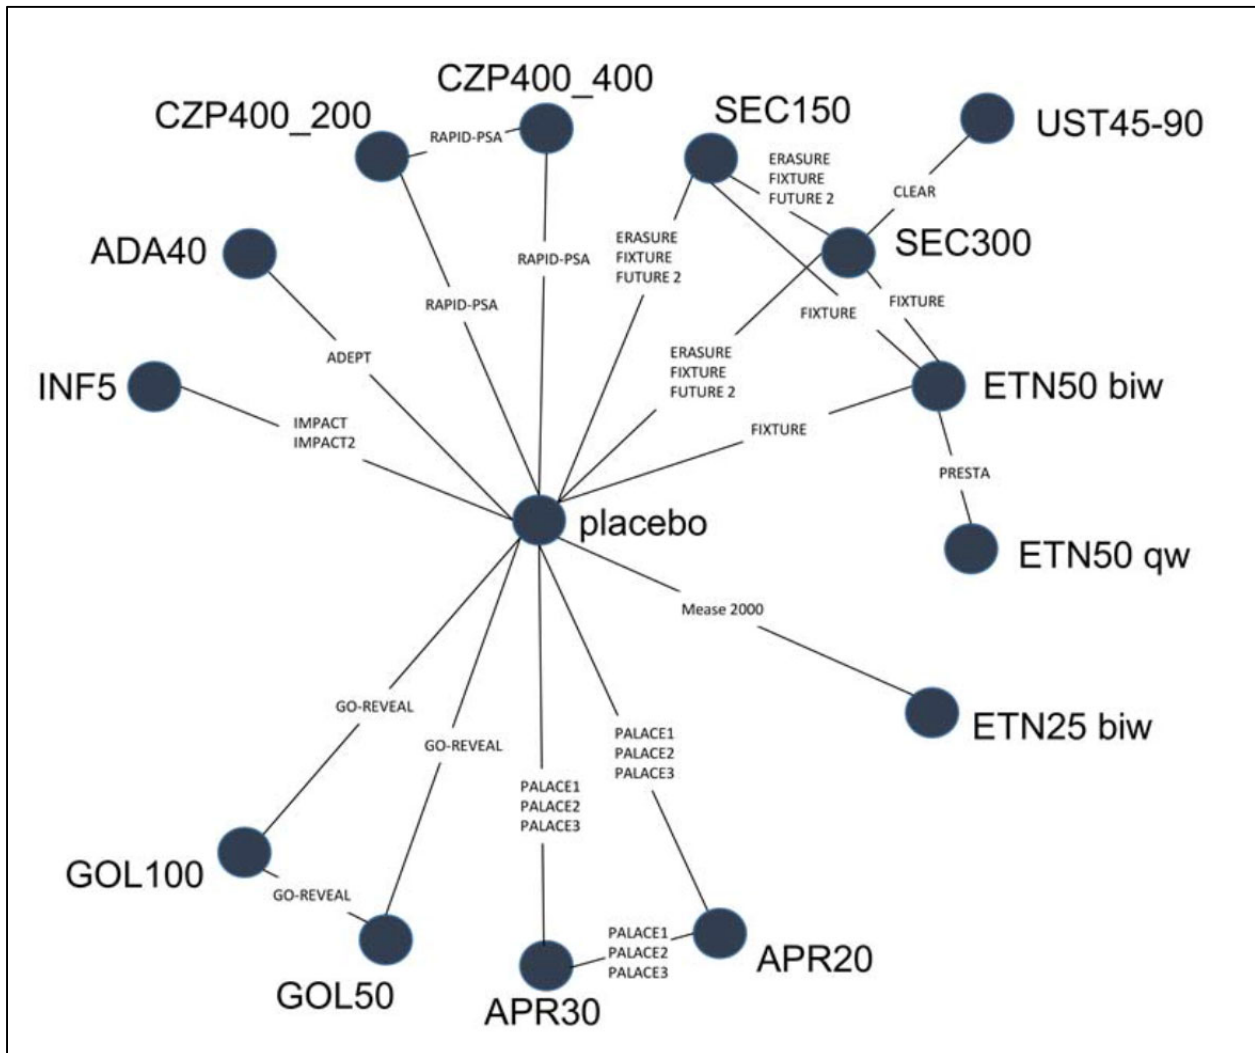 CZP400_400
CZP400_200
SEC150
UST45-90
RAPID-PSA
ERASURE
FIXTURE
FUTURE 2
CLEAR
ADA40
SEC300
ERASURE
FIXTURE
FUTURE 2
RAPID-PSA
RAPID-PSA
FIXTURE
FIXTURE
ADEPT
ERASURE
FIXTURE
FUTURE 2
INF5
ETN50 biw
IMPACT
IMPACT2
FIXTURE
PRESTA
placebo
ETN50 qw
Mease 2000
GO-REVEAL
ETN25 biw
GO-REVEAL
PALACE1
PALACE2
PALACE3
PALACE1
PALACE2
PALACE3
GOL100
GO-REVEAL
PALACE1
PALACE2
PALACE3
APR20
GOL50
APR30